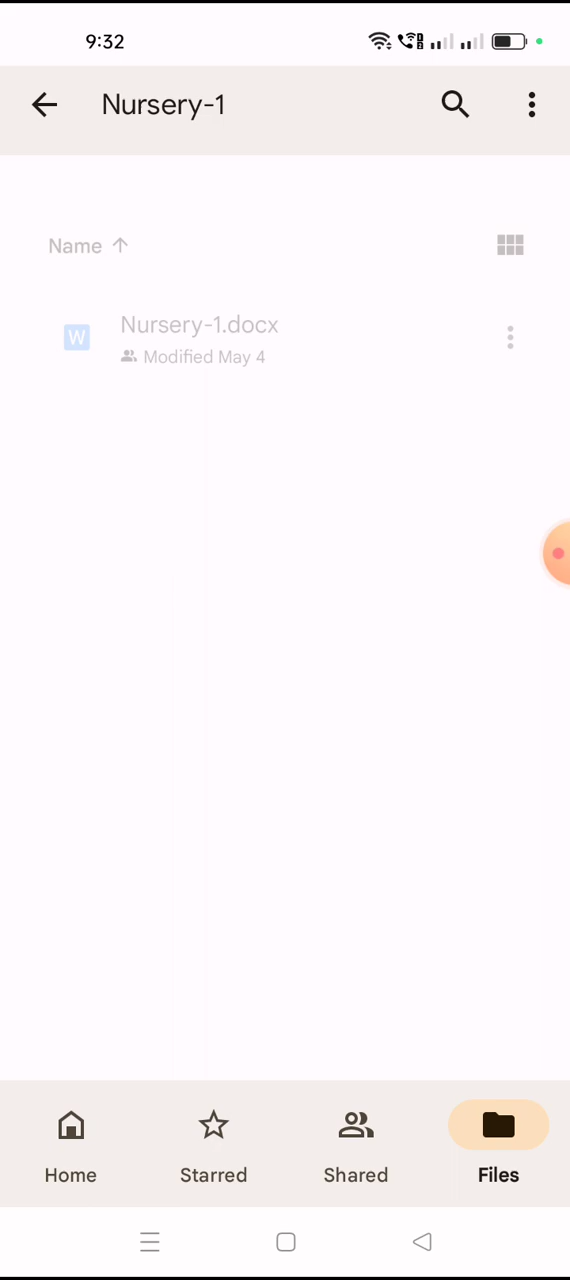 9:32
Nursery-1
Name
W
Nursery-1.docx
Modified May 4
Home
Starred
Shared
Files